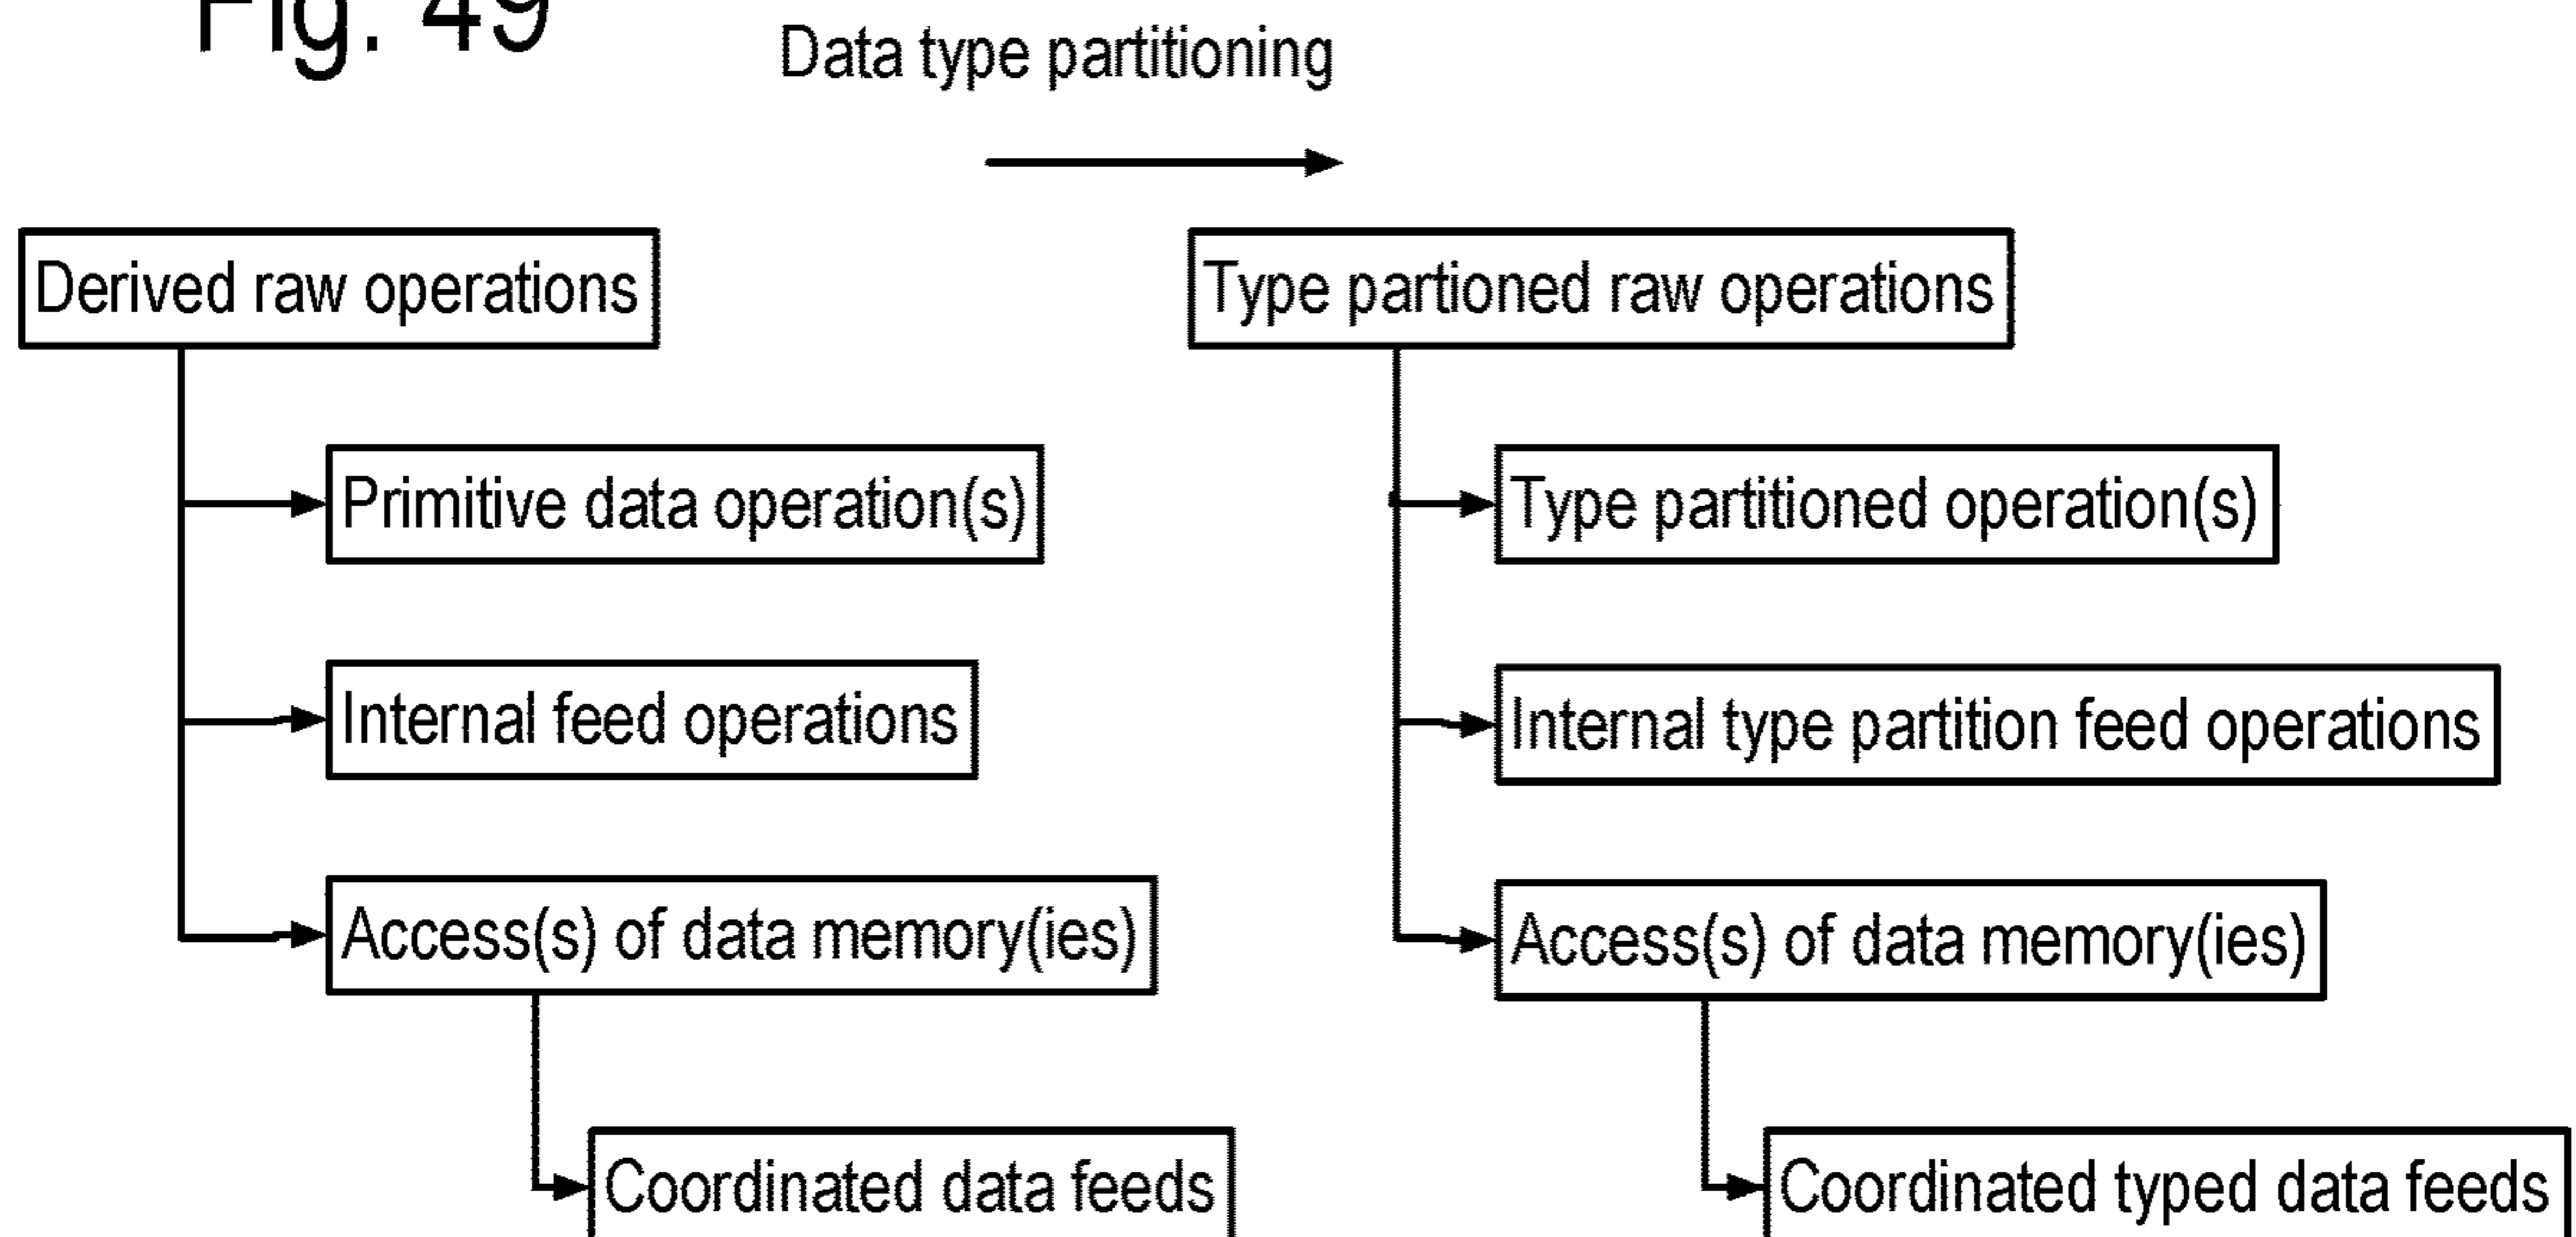 Fig. 49
Data type partitioning
Derived raw operations
Primitive data operation(s)
Internal feed operations
Access(s) of data memory(ies)
Coordinated data feeds
Type partioned raw operations
Type partitioned operation(s)
Internal type partition feed operations
Access(s) of data memory(ies)
Coordinated typed data feeds